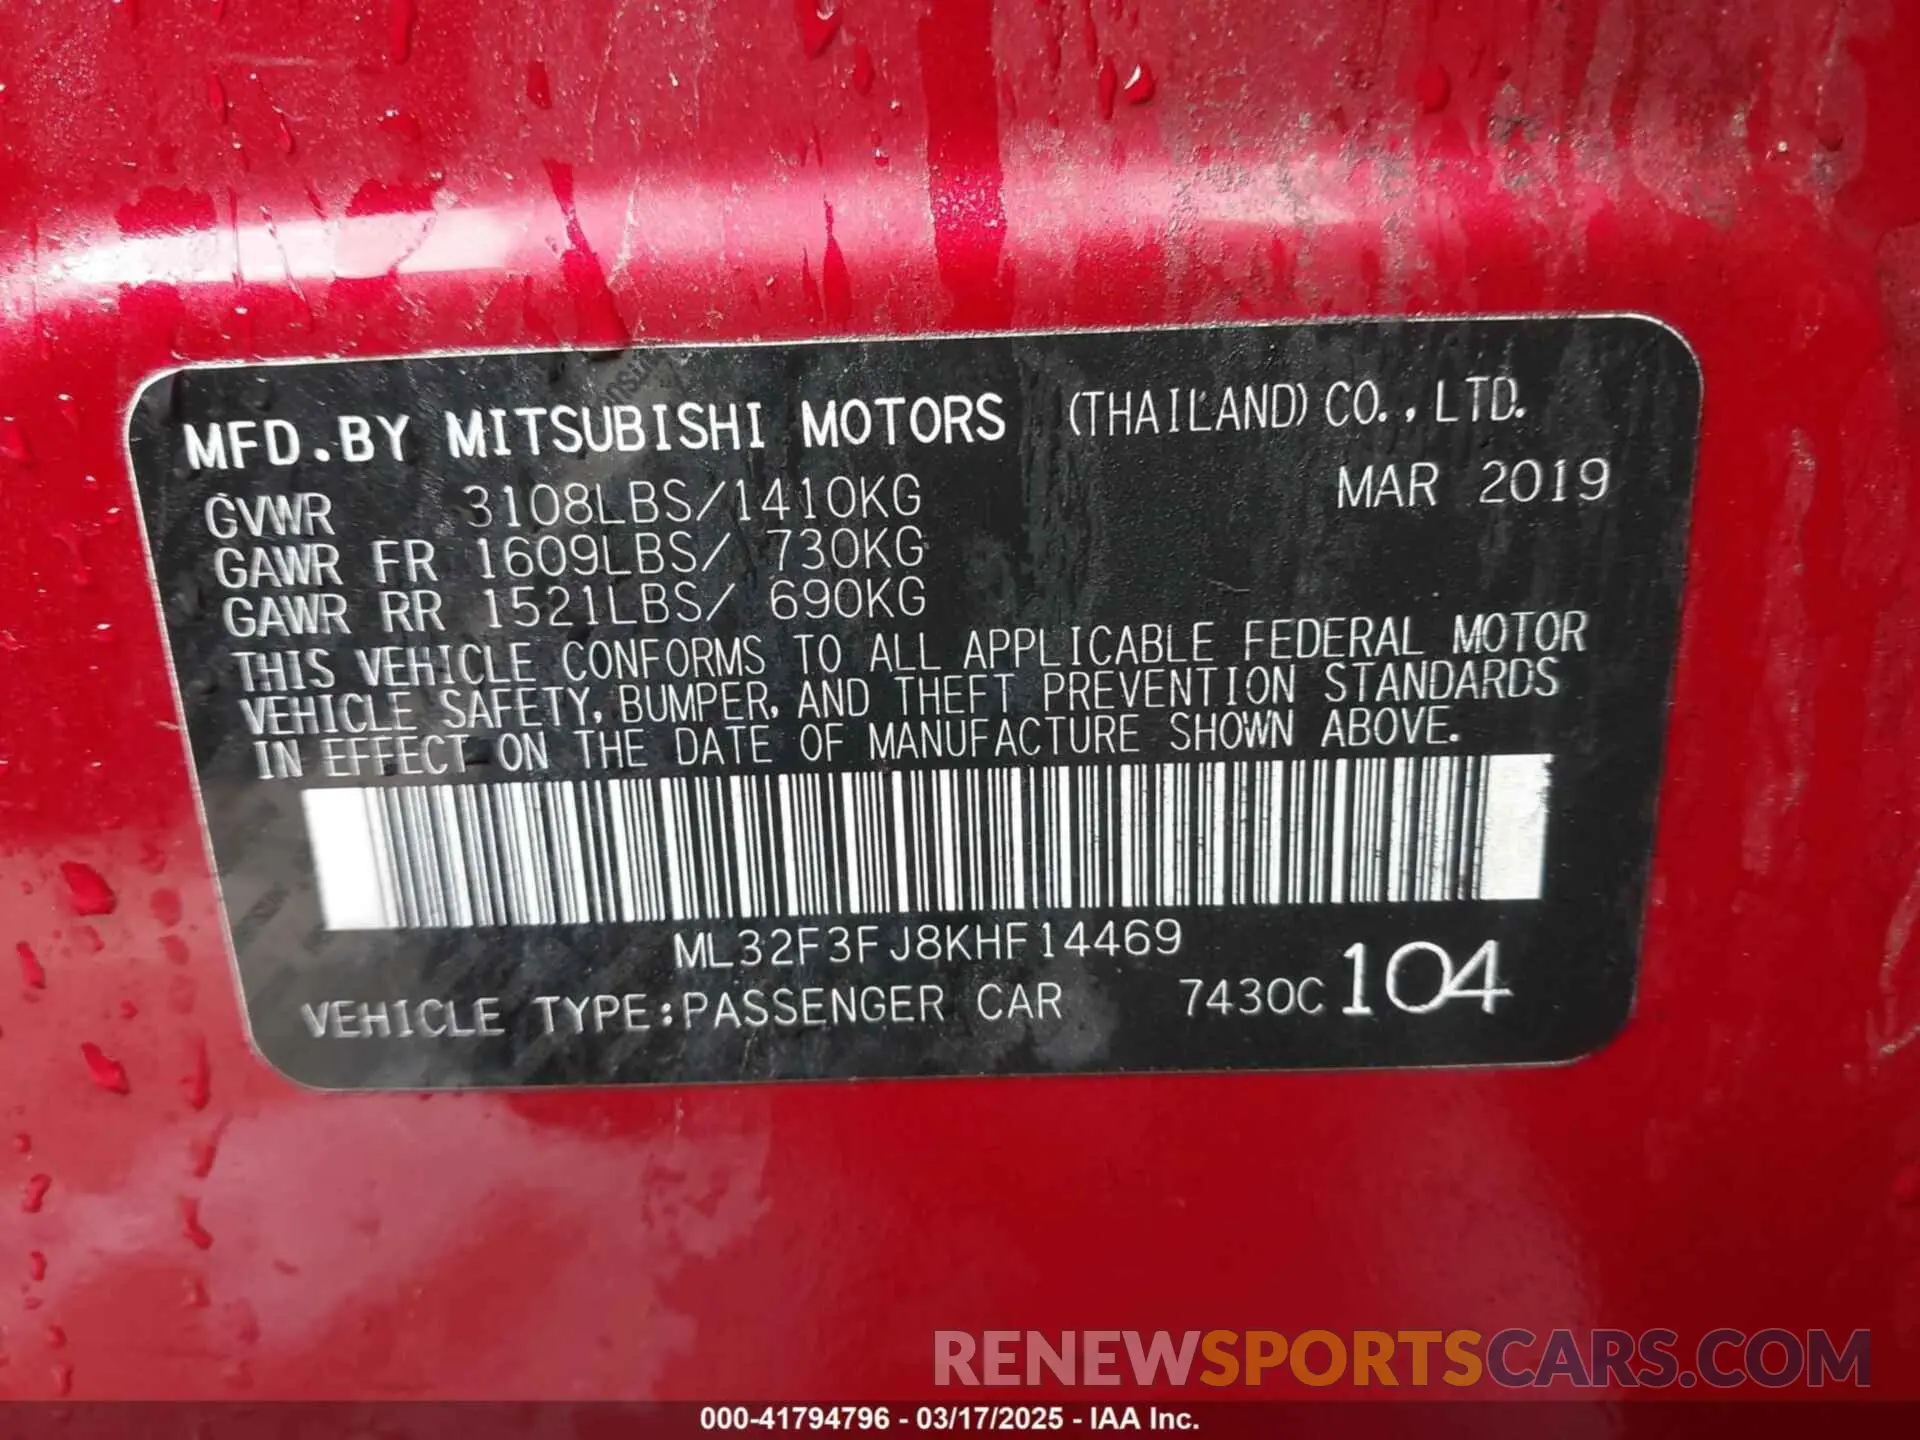 MFD.BY MITSUBISHI MOTORS (THAILAND) CO., LTD.
MAR 2019
GVWR 3108LBS/1410KG
GAWR FR 1609LBS/ 730KG
GAWR RR 1521LBS/ 690KG
THIS VEHICLE CONFORMS TO ALL APPLICABLE FEDERAL MOTOR
VEHICLE SAFETY, BUMPER, AND THEFT PREVENTION STANDARDS
IN EFFECT ON THE DATE OF MANUFACTURE SHOWN ABOVE.
ML32F3FJ8KHF14469
VEHICLE TYPE:PASSENGER CAR 7430C 104
RENEWSPORTSCARS.COM
000-41794796 - 03/17/2025 - IAA Inc.